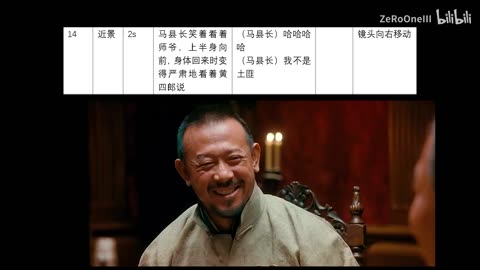 ZeRoOneIII bilibili
14
近景
2s
马县长笑着看着
师爷，上半身向
前，身体回来时变
得严肃地看着黄
四郎说
（马县长）哈哈哈
哈
（马县长）我不是
土匪
镜头向右移动